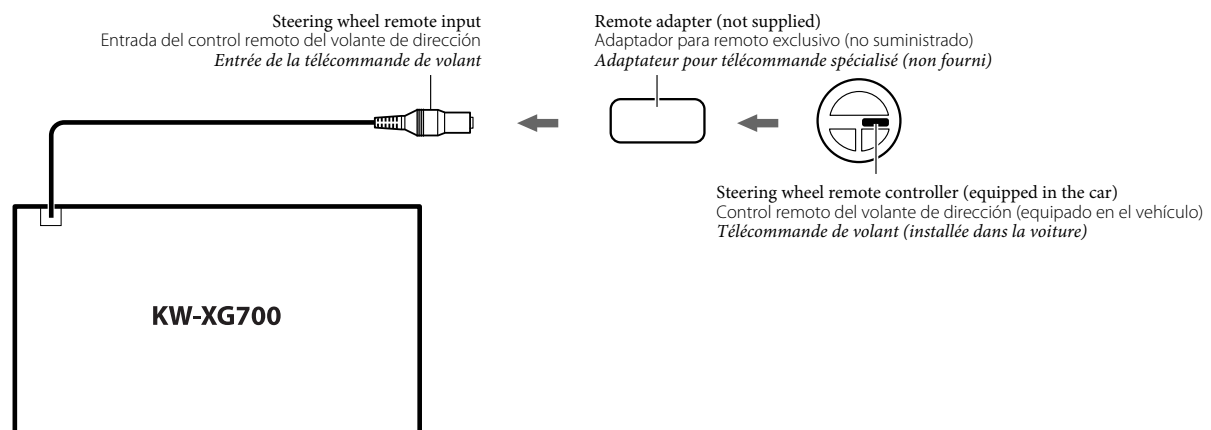 Steering wheel remote input
Entrada del control remoto del volante de dirección
Entrée de la télécommande de volant
Remote adapter (not supplied)
Adaptador para remoto exclusivo (no suministrado)
Adaptateur pour télécommande spécialisé (non fourni)
Steering wheel remote controller (equipped in the car)
Control remoto del volante de dirección (equipado en el vehículo)
Télécommande de volant (installée dans la voiture)
KW-XG700